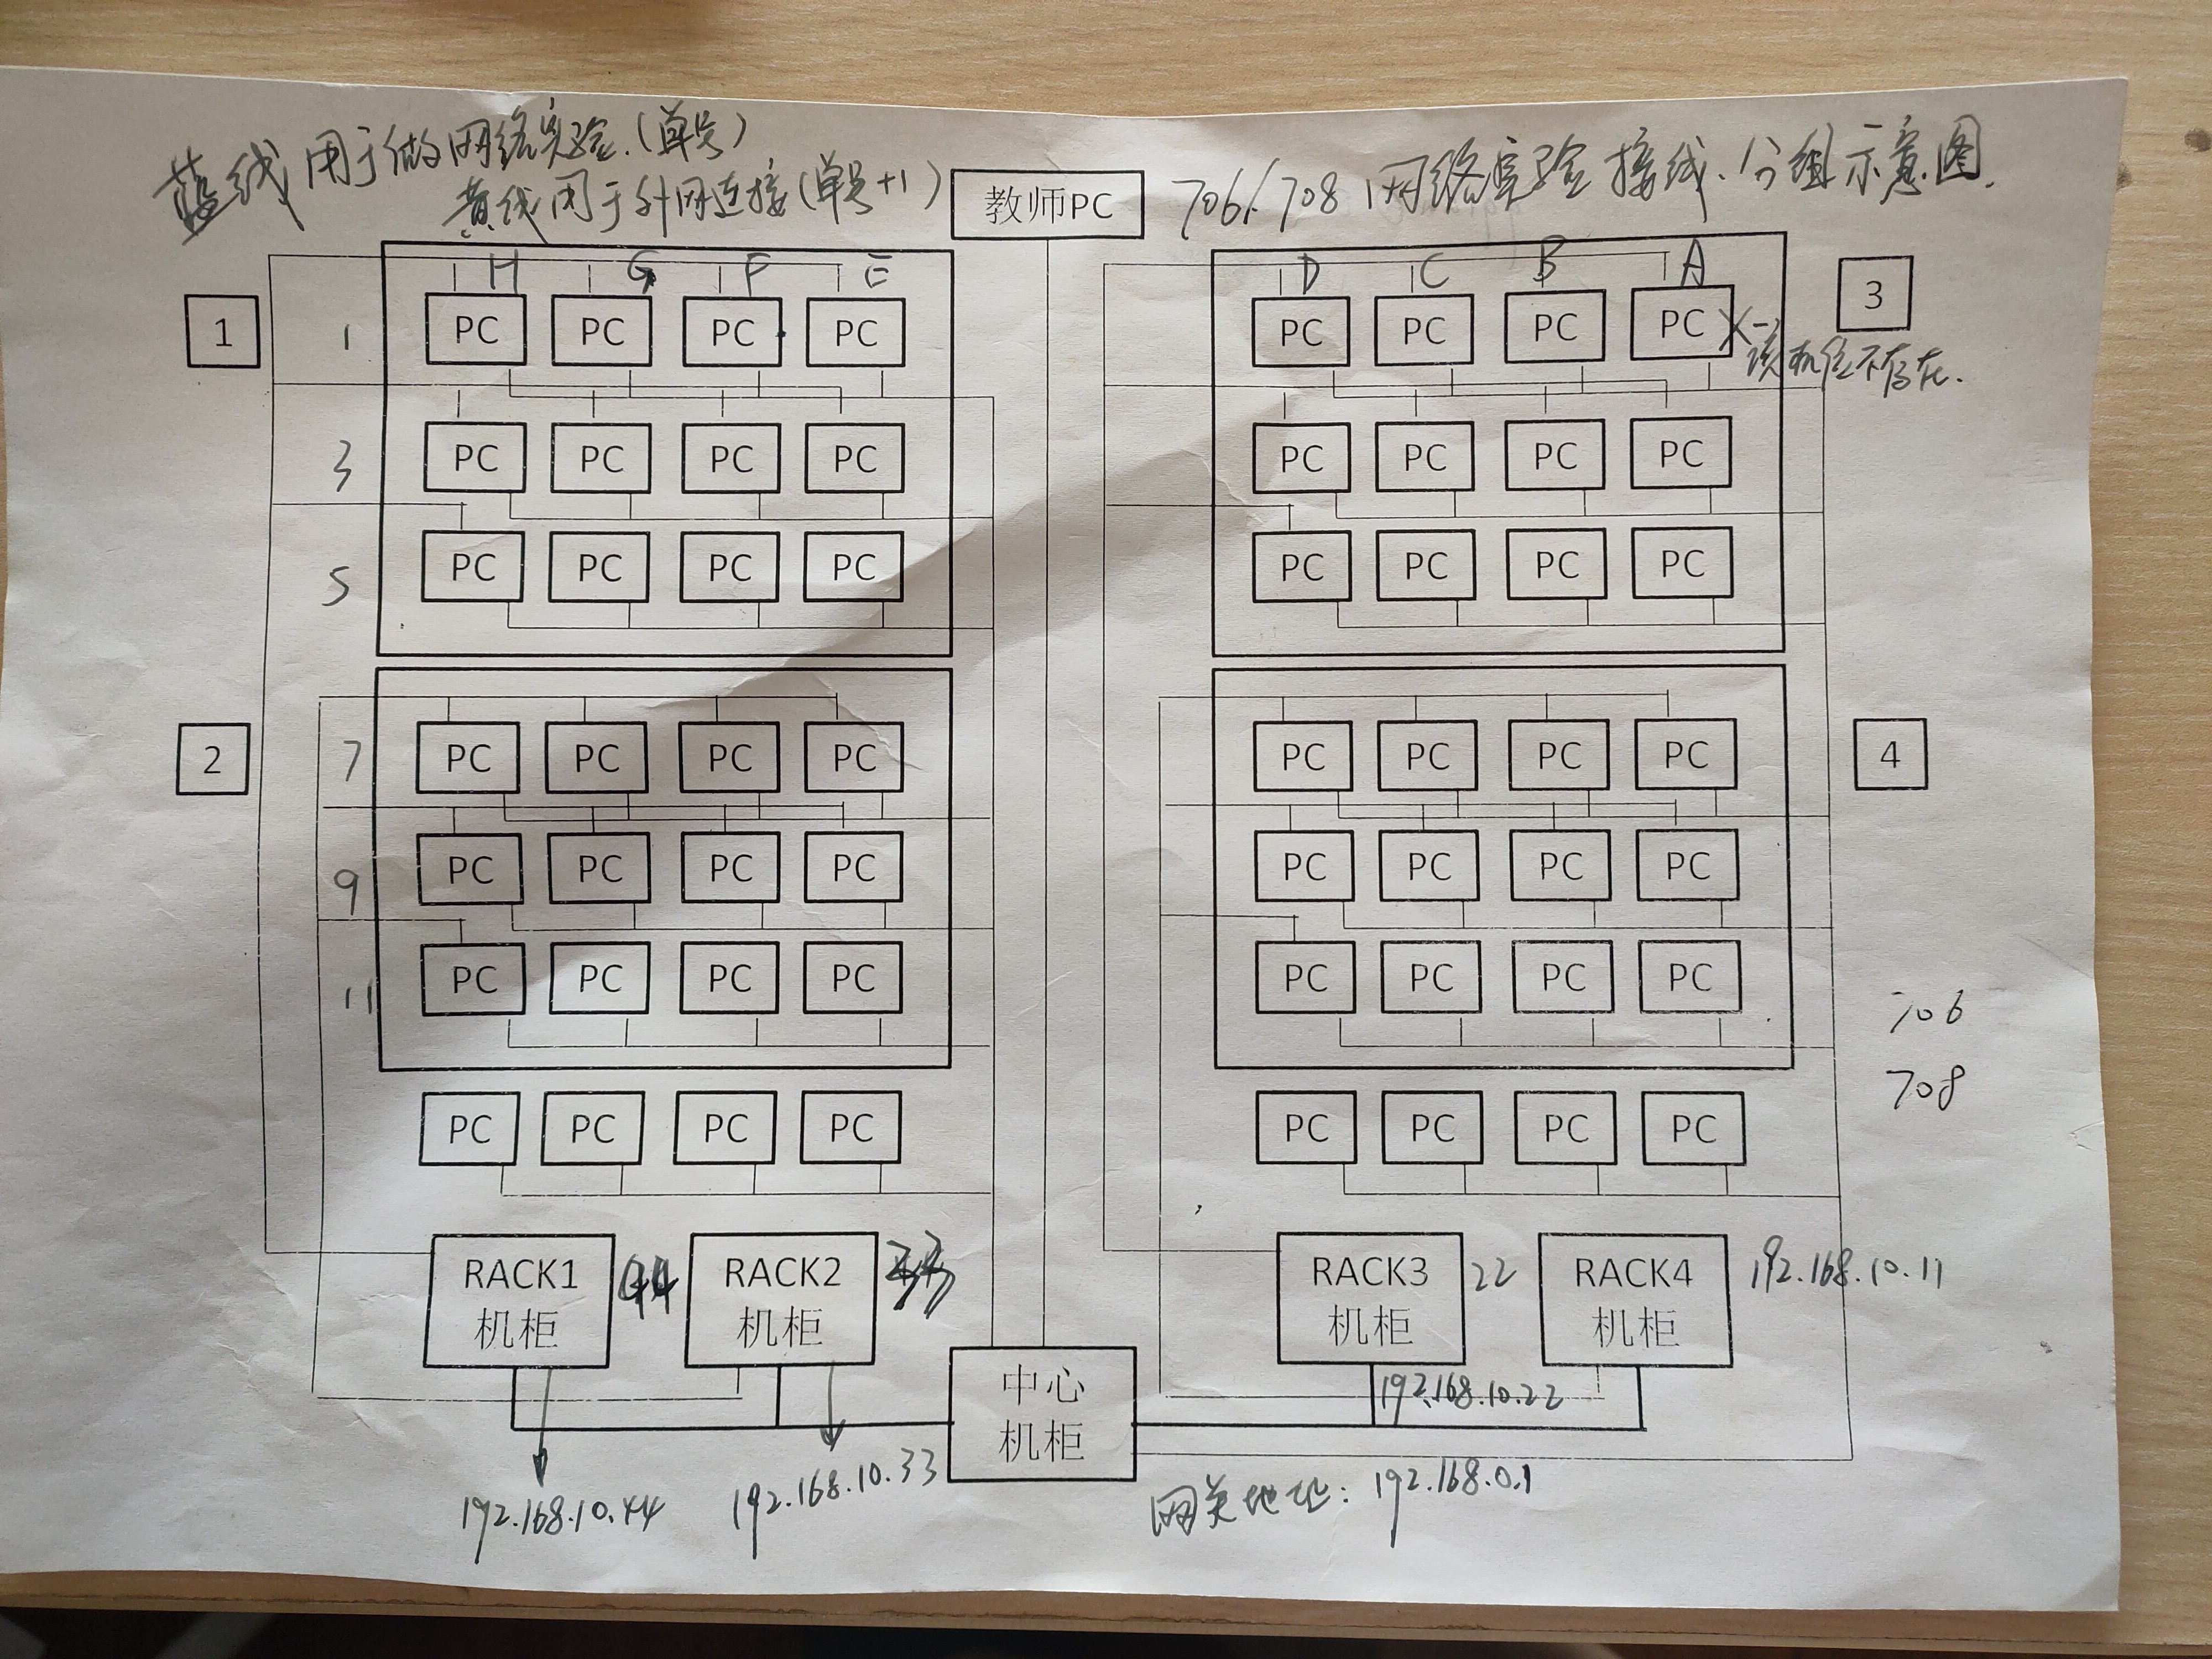 蓝线用于做网络实验.(单号)
黄线用于外网连接(单号+1)
教师PC
706/708网络实验接线.分组示意图.
H G F E
D C B A
1
1
PC PC PC PC
PC PC PC PC
X→该机位不存在.
3
3
PC PC PC PC
PC PC PC PC
5
PC PC PC PC
PC PC PC PC
2
7
PC PC PC PC
PC PC PC PC
4
9
PC PC PC PC
PC PC PC PC
11
PC PC PC PC
PC PC PC PC
706
708
PC PC PC PC
PC PC PC PC
RACK1
机柜
44
RACK2
机柜
33
RACK3
机柜
22
RACK4
机柜
192.168.10.11
中心
机柜
192.168.10.22
192.168.10.44
192.168.10.33
网关地址: 192.168.0.1